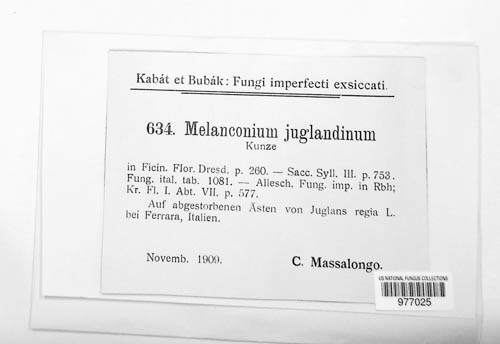 Kabát et Bubák: Fungi imperfecti exsiccati.
634. Melanconium juglandinum
Kunze
in Ficin. Flor. Dresd. p. 260. — Sacc. Syll. III. p. 753.
Fung. ital. tab. 1081. — Allesch. Fung. imp. in Rbh;
Kr. Fl. I. Abt. VII. p. 577.
Auf abgestorbenen Ästen von Juglans regia L.
bei Ferrara, Italien.
Novemb. 1909. C. Massalongo.
US NATIONAL FUNGUS COLLECTIONS
977025